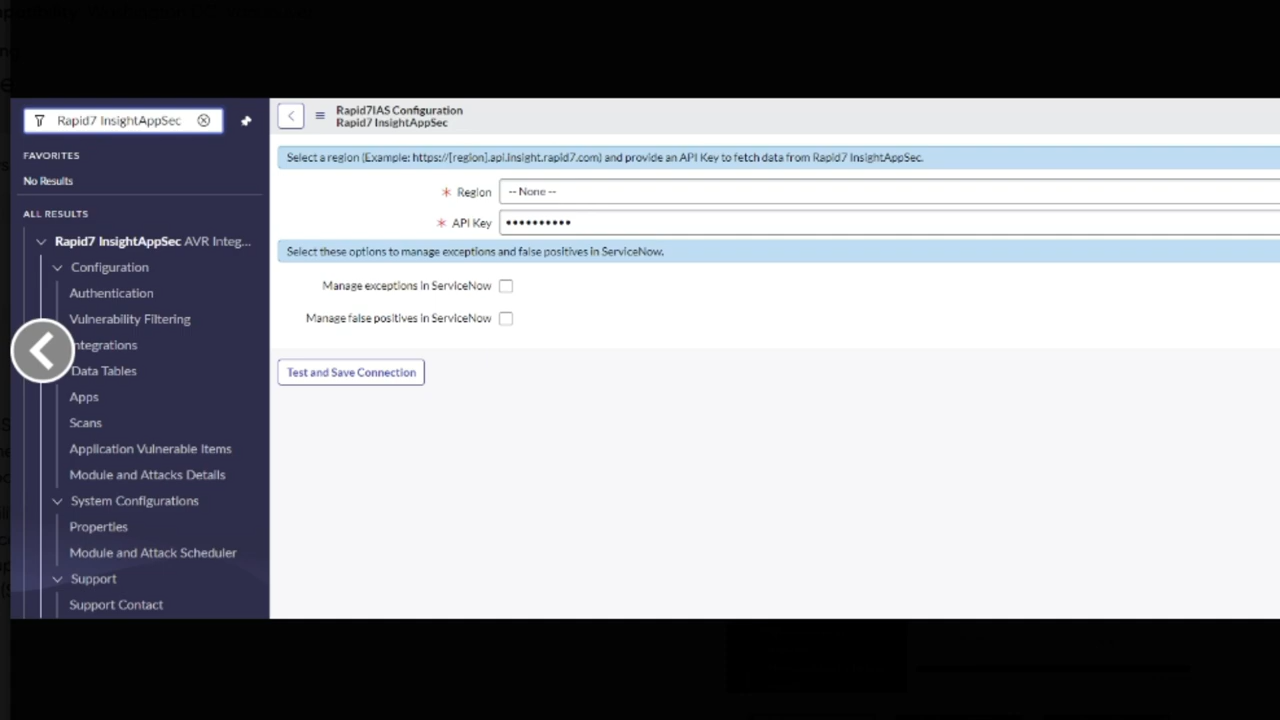 Rapid7 InsightAppSec
FAVORITES
No Results
ALL RESULTS
Rapid7 InsightAppSec AVR Integ...
Configuration
Authentication
Vulnerability Filtering
Integrations
Data Tables
Apps
Scans
Application Vulnerable Items
Module and Attacks Details
System Configurations
Properties
Module and Attack Scheduler
Support
Support Contact
Rapid7IAS Configuration
Rapid7 InsightAppSec
Select a region (Example: https://[region].api.insight.rapid7.com) and provide an API Key to fetch data from Rapid7 InsightAppSec.
* Region -- None --
* API Key ••••••••••
Select these options to manage exceptions and false positives in ServiceNow.
Manage exceptions in ServiceNow
Manage false positives in ServiceNow
Test and Save Connection